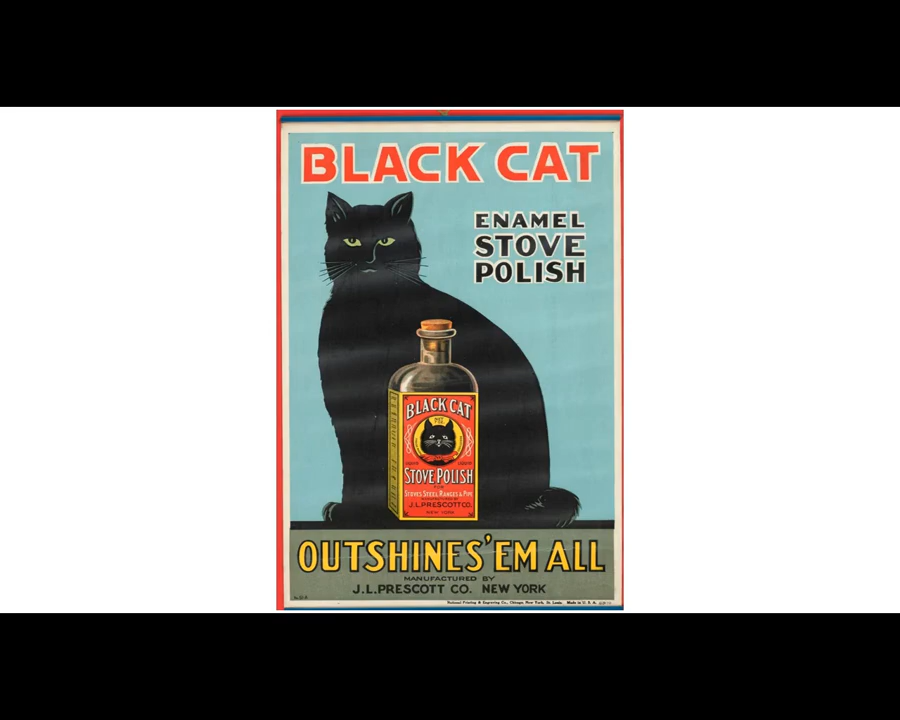 BLACK CAT
ENAMEL
STOVE
POLISH
BLACK CAT
STOVE POLISH
FOR
STOVES STEEL RANGES & PIPE
MANUFACTURED BY
J.L. PRESCOTT CO.
NEW YORK
OUTSHINES 'EM ALL
MANUFACTURED BY
J.L. PRESCOTT CO. NEW YORK
National Printing & Engraving Co., Chicago, New York, St. Louis. Made in U. S. A.